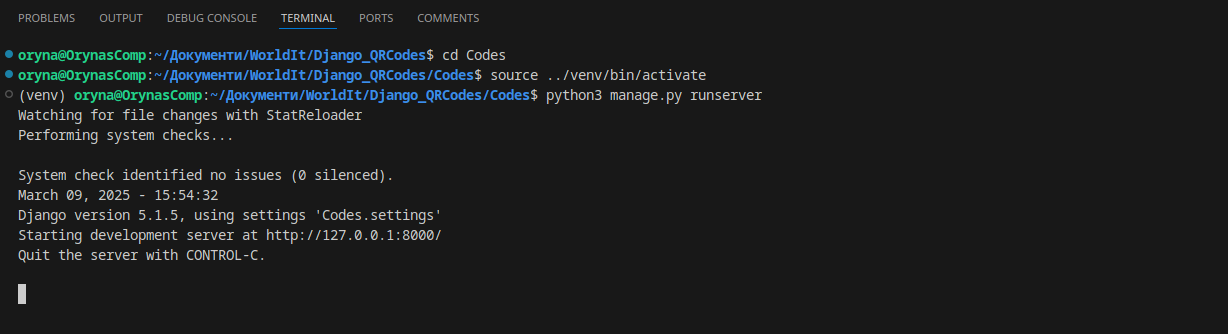 PROBLEMS OUTPUT DEBUG CONSOLE TERMINAL PORTS COMMENTS
oryna@OrynasComp:~/Документи/WorldIt/Django_QRCodes$ cd Codes
oryna@OrynasComp:~/Документи/WorldIt/Django_QRCodes/Codes$ source ../venv/bin/activate
(venv) oryna@OrynasComp:~/Документи/WorldIt/Django_QRCodes/Codes$ python3 manage.py runserver
Watching for file changes with StatReloader
Performing system checks...
System check identified no issues (0 silenced).
March 09, 2025 - 15:54:32
Django version 5.1.5, using settings 'Codes.settings'
Starting development server at http://127.0.0.1:8000/
Quit the server with CONTROL-C.